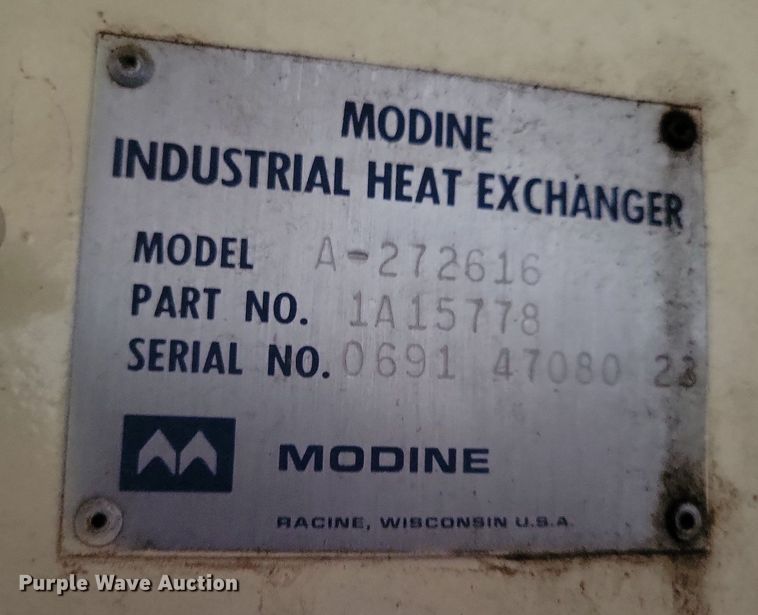 MODINE
INDUSTRIAL HEAT EXCHANGER
MODEL A-272616
PART NO. 1A15778
SERIAL NO. 0691 47080 23
MODINE
RACINE, WISCONSIN U.S.A.
Purple Wave Auction